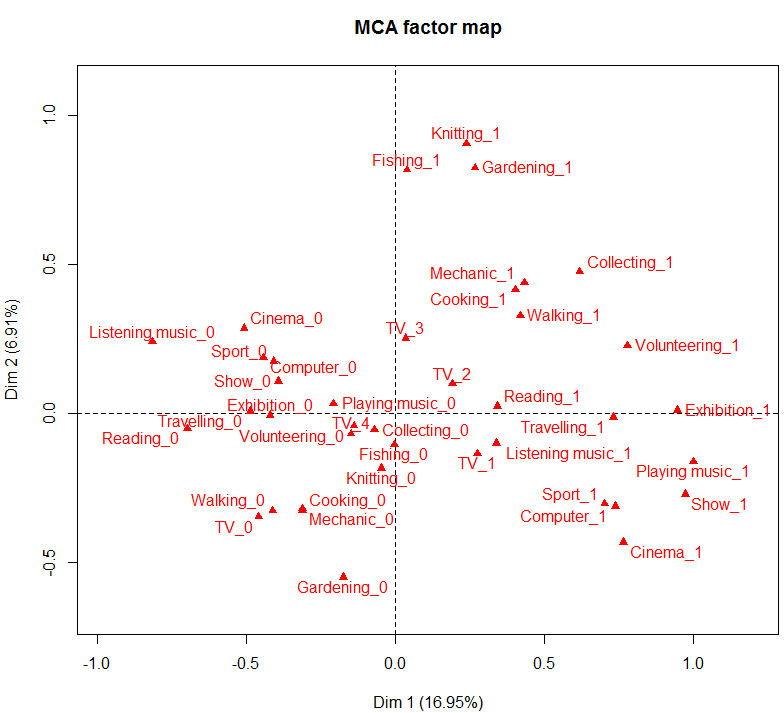 MCA factor map
Knitting_1
Fishing_1
Gardening_1
Collecting_1
Mechanic_1
Cooking_1
Walking_1
Cinema_0
Listening music_0
TV_3
Sport_0
Volunteering_1
Computer_0
Show_0
TV_2
Reading_1
Exhibition_0
Playing music_0
Exhibition_1
Travelling_0
TV_4
Travelling_1
Reading_0
Volunteering_0
Collecting_0
Fishing_0
Listening music_1
TV_1
Knitting_0
Playing music_1
Walking_0
Cooking_0
Sport_1
Show_1
TV_0
Mechanic_0
Computer_1
Cinema_1
Gardening_0
1.0
0.5
0.0
-0.5
Dim 2 (6.91%)
-1.0
-0.5
0.0
0.5
1.0
Dim 1 (16.95%)